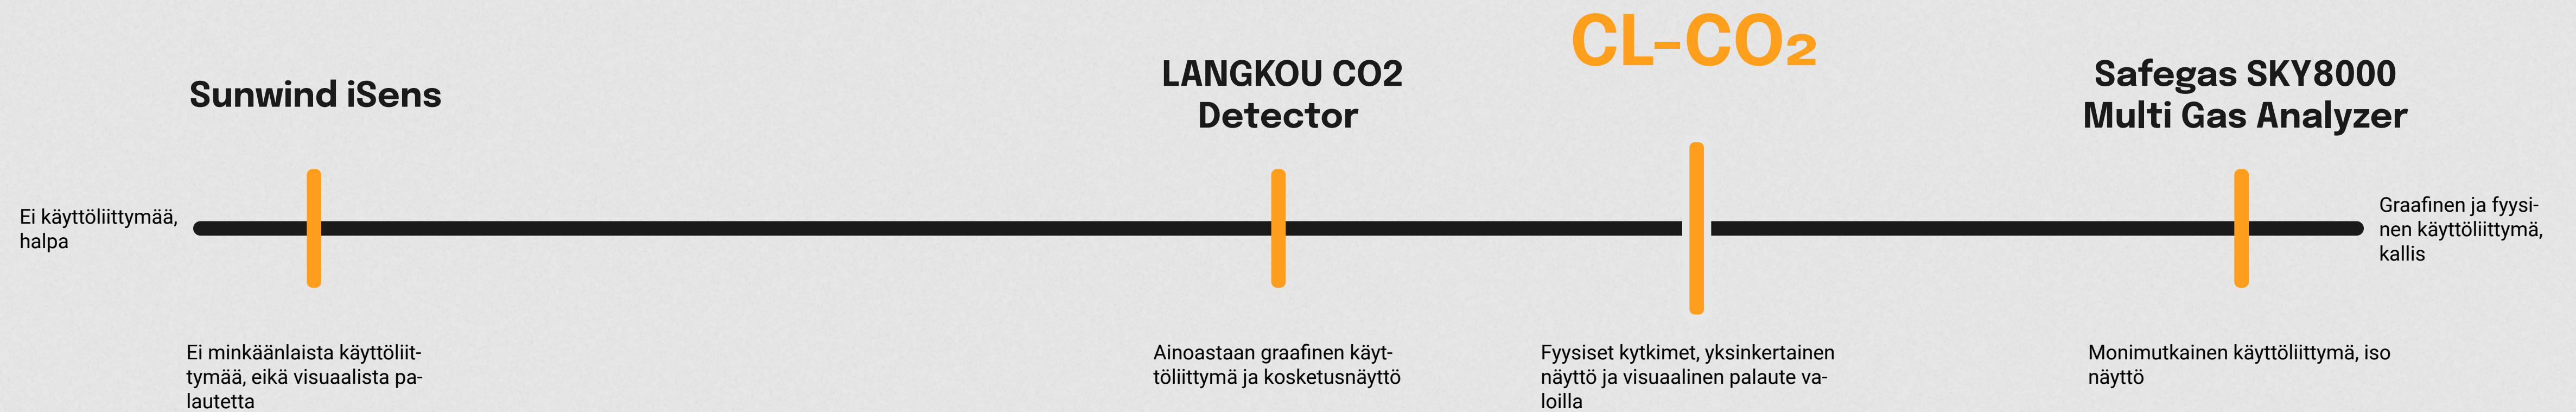 CL-CO₂
Sunwind iSens
LANGKOU CO2
Detector
Safegas SKY8000
Multi Gas Analyzer
Ei käyttöliittymää,
halpa
Graafinen ja fyysi-
nen käyttöliittymä,
kallis
Ei minkäänlaista käyttöliit-
tymää, eikä visuaalista pa-
lautetta
Ainoastaan graafinen käyt-
töliittymä ja kosketusnäyttö
Fyysiset kytkimet, yksinkertainen
näyttö ja visuaalinen palaute va-
loilla
Monimutkainen käyttöliittymä, iso
näyttö